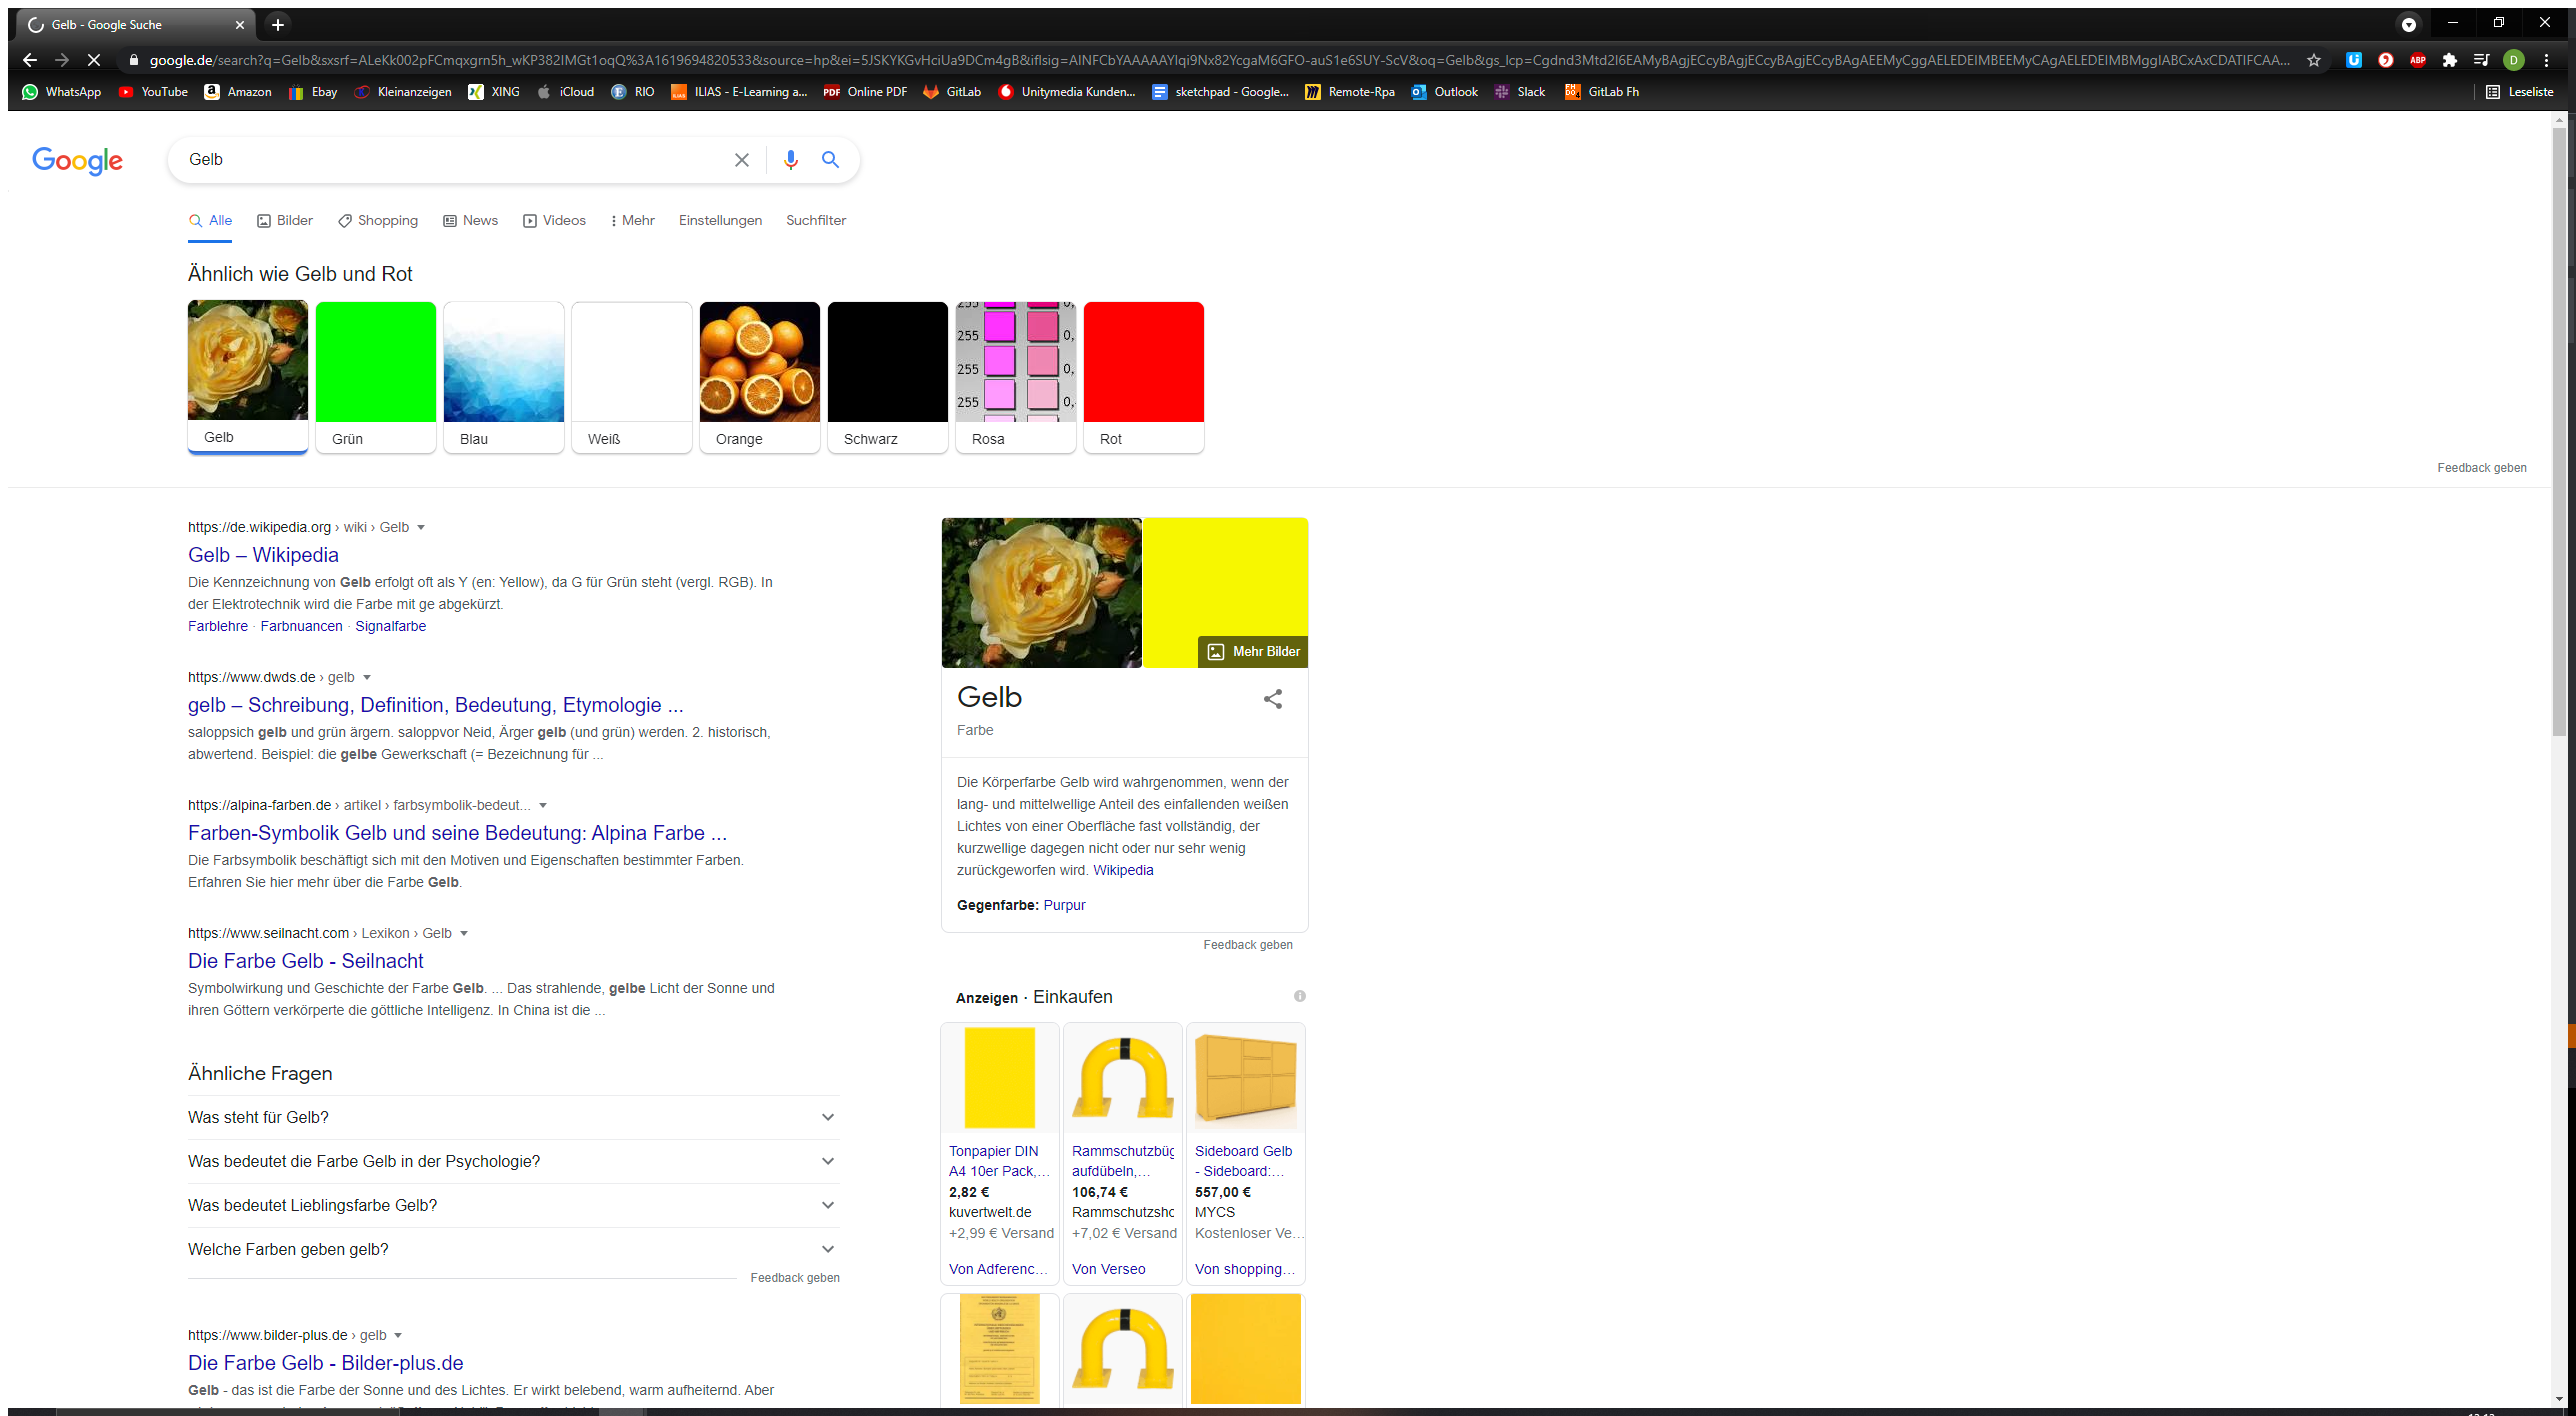 Gelb - Google Suche
google.de/search?q=Gelb&sxsrf=ALeKk002pFCmqxgrn5h_wKP382IMGt1oqQ%3A1619694820533&source=hp&ei=5JSKYKGvHciUa9DCm4gB&iflsig=AINFCbYAAAAAYIqi9Nx82YcgaM6GFO-auS1e6SUY-ScV&oq=Gelb&gs_lcp=Cgdnd3Mtd2l6EAMyBAgjECcyBAgjECcyBAgjECcyBAgAEEMyCggAELEDEIMBEEMyCAgAELEDEIMBMggIABCxAxCDATIFCAA...
ABP
D
WhatsApp YouTube Amazon Ebay Kleinanzeigen XING iCloud RIO ILIAS - E-Learning a... PDF Online PDF GitLab Unitymedia Kunden... sketchpad - Google... Remote-Rpa Outlook Slack GitLab Fh Leseliste
Google
Gelb
Alle Bilder Shopping News Videos Mehr Einstellungen Suchfilter
Ähnlich wie Gelb und Rot
255 0,
255 0,
255 0,
Gelb Grün Blau Weiß Orange Schwarz Rosa Rot
Feedback geben
https://de.wikipedia.org › wiki › Gelb
Gelb – Wikipedia
Die Kennzeichnung von Gelb erfolgt oft als Y (en: Yellow), da G für Grün steht (vergl. RGB). In
der Elektrotechnik wird die Farbe mit ge abgekürzt.
Farblehre · Farbnuancen · Signalfarbe
https://www.dwds.de › gelb
gelb – Schreibung, Definition, Bedeutung, Etymologie ...
saloppsich gelb und grün ärgern. saloppvor Neid, Ärger gelb (und grün) werden. 2. historisch,
abwertend. Beispiel: die gelbe Gewerkschaft (= Bezeichnung für ...
https://alpina-farben.de › artikel › farbsymbolik-bedeut...
Farben-Symbolik Gelb und seine Bedeutung: Alpina Farbe ...
Die Farbsymbolik beschäftigt sich mit den Motiven und Eigenschaften bestimmter Farben.
Erfahren Sie hier mehr über die Farbe Gelb.
https://www.seilnacht.com › Lexikon › Gelb
Die Farbe Gelb - Seilnacht
Symbolwirkung und Geschichte der Farbe Gelb. ... Das strahlende, gelbe Licht der Sonne und
ihren Göttern verkörperte die göttliche Intelligenz. In China ist die ...
Ähnliche Fragen
Was steht für Gelb?
Was bedeutet die Farbe Gelb in der Psychologie?
Was bedeutet Lieblingsfarbe Gelb?
Welche Farben geben gelb?
Feedback geben
https://www.bilder-plus.de › gelb
Die Farbe Gelb - Bilder-plus.de
Gelb - das ist die Farbe der Sonne und des Lichtes. Er wirkt belebend, warm aufheiternd. Aber
Mehr Bilder
Gelb
Farbe
Die Körperfarbe Gelb wird wahrgenommen, wenn der
lang- und mittelwellige Anteil des einfallenden weißen
Lichtes von einer Oberfläche fast vollständig, der
kurzwellige dagegen nicht oder nur sehr wenig
zurückgeworfen wird. Wikipedia
Gegenfarbe: Purpur
Feedback geben
Anzeigen · Einkaufen
Tonpapier DIN
A4 10er Pack,...
2,82 €
kuvertwelt.de
+2,99 € Versand
Von Adferenc...
Rammschutzbüg
aufdübeln,...
106,74 €
Rammschutzsho
+7,02 € Versand
Von Verseo
Sideboard Gelb
- Sideboard:...
557,00 €
MYCS
Kostenloser Ve...
Von shopping...